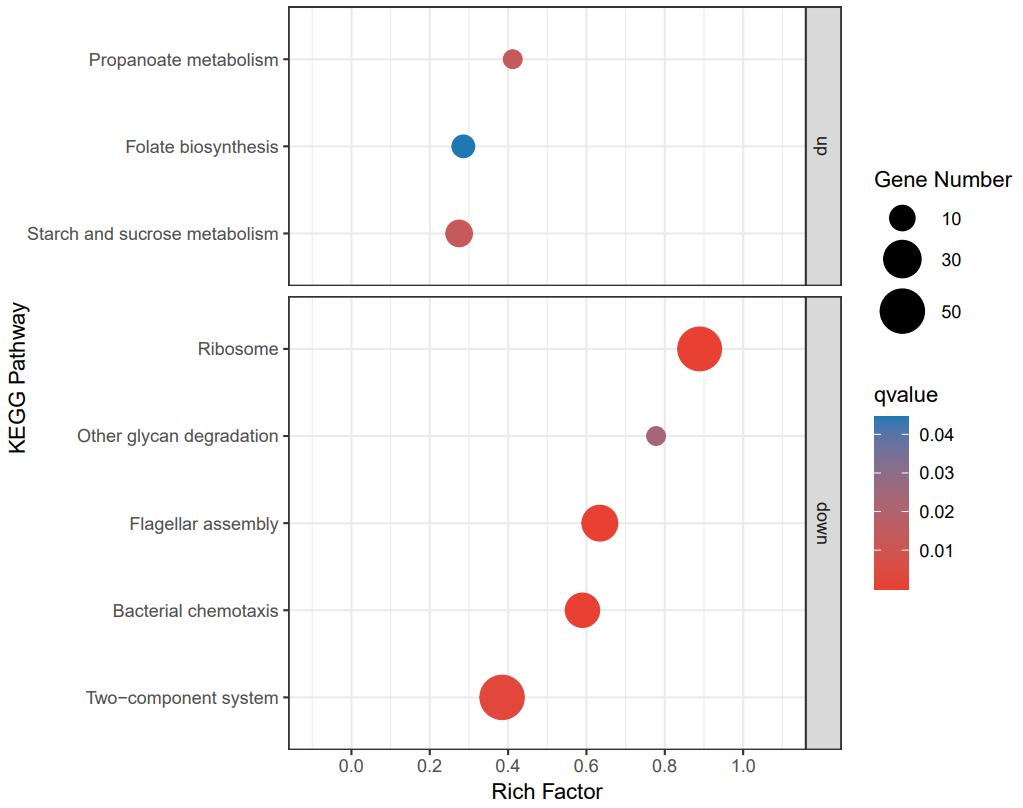 KEGG Pathway
Propanoate metabolism
Folate biosynthesis
Starch and sucrose metabolism
up
Ribosome
Other glycan degradation
Flagellar assembly
Bacterial chemotaxis
Two−component system
down
0.0 0.2 0.4 0.6 0.8 1.0
Rich Factor
Gene Number
10
30
50
qvalue
0.04
0.03
0.02
0.01